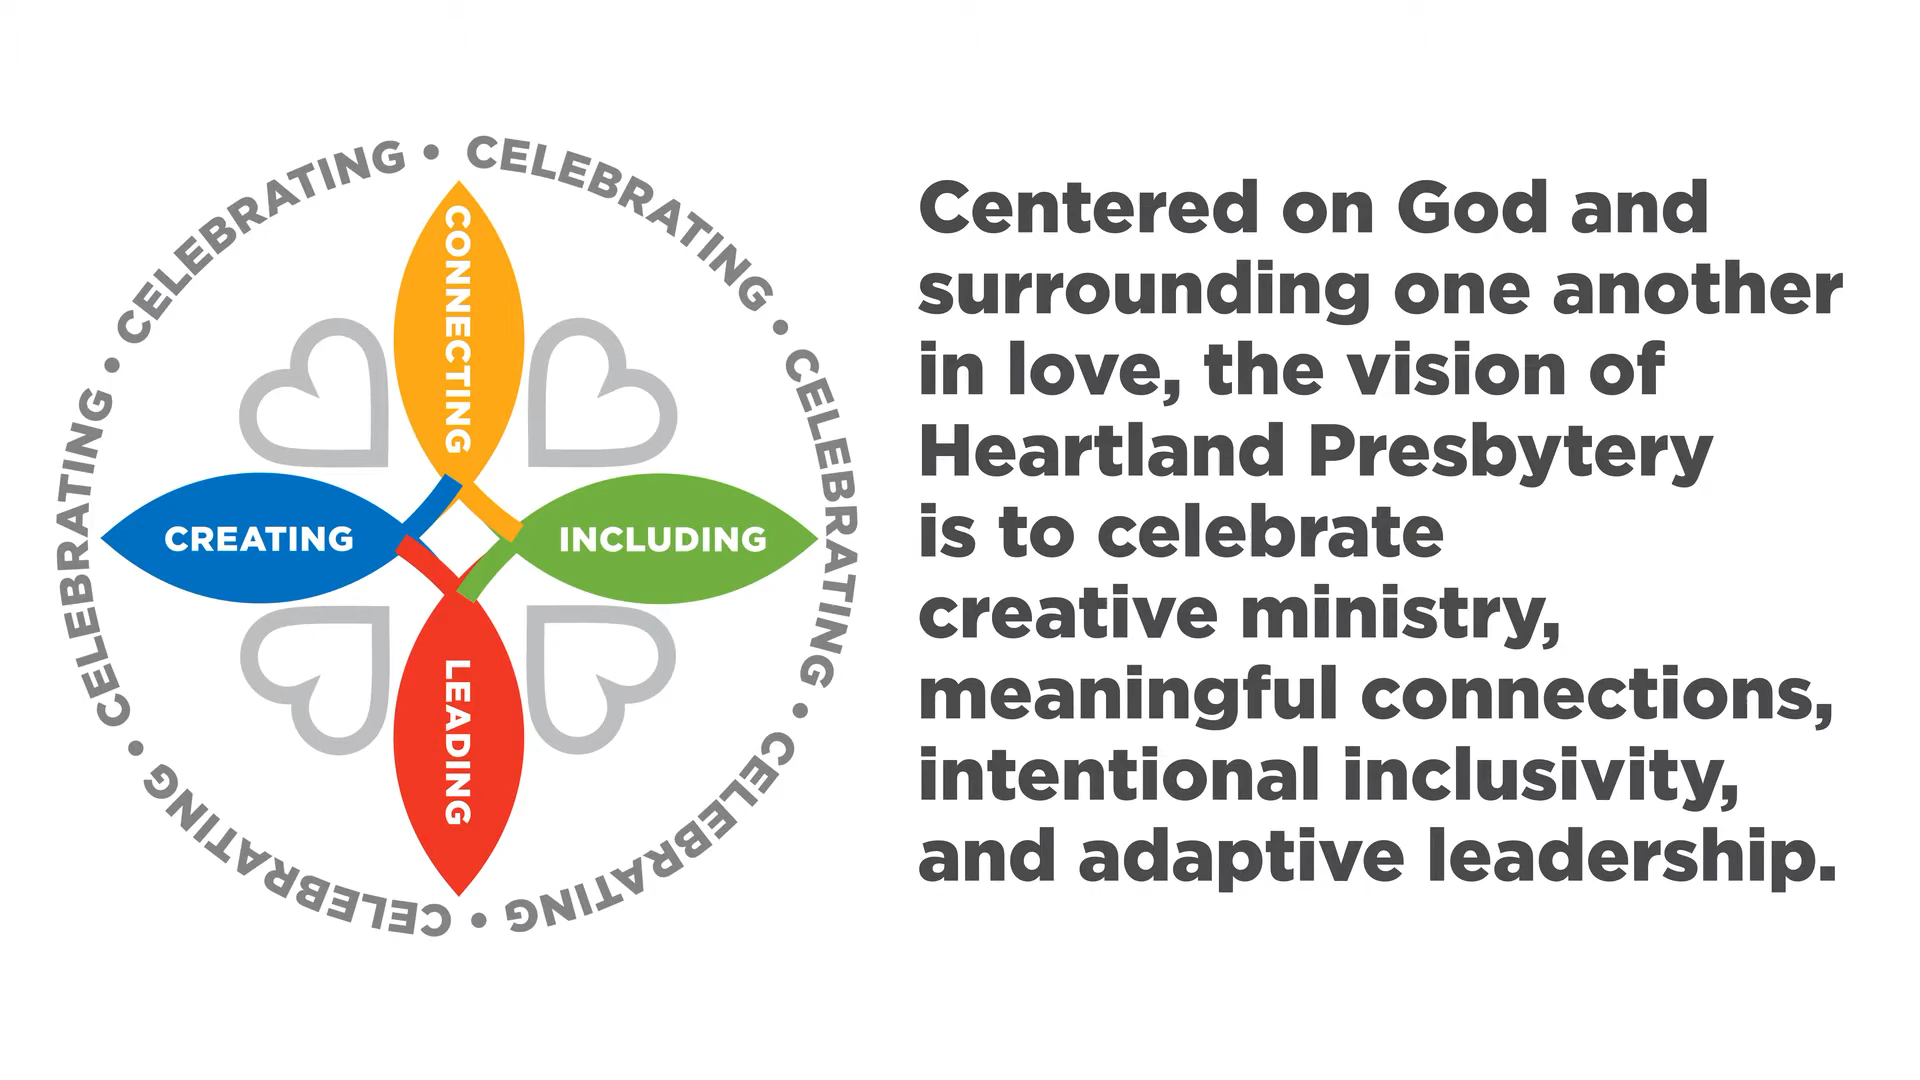 CELEBRATING • CELEBRATING • CELEBRATING • CELEBRATING • CELEBRATING • CELEBRATING •
CONNECTING
CREATING
INCLUDING
LEADING
Centered on God and
surrounding one another
in love, the vision of
Heartland Presbytery
is to celebrate
creative ministry,
meaningful connections,
intentional inclusivity,
and adaptive leadership.